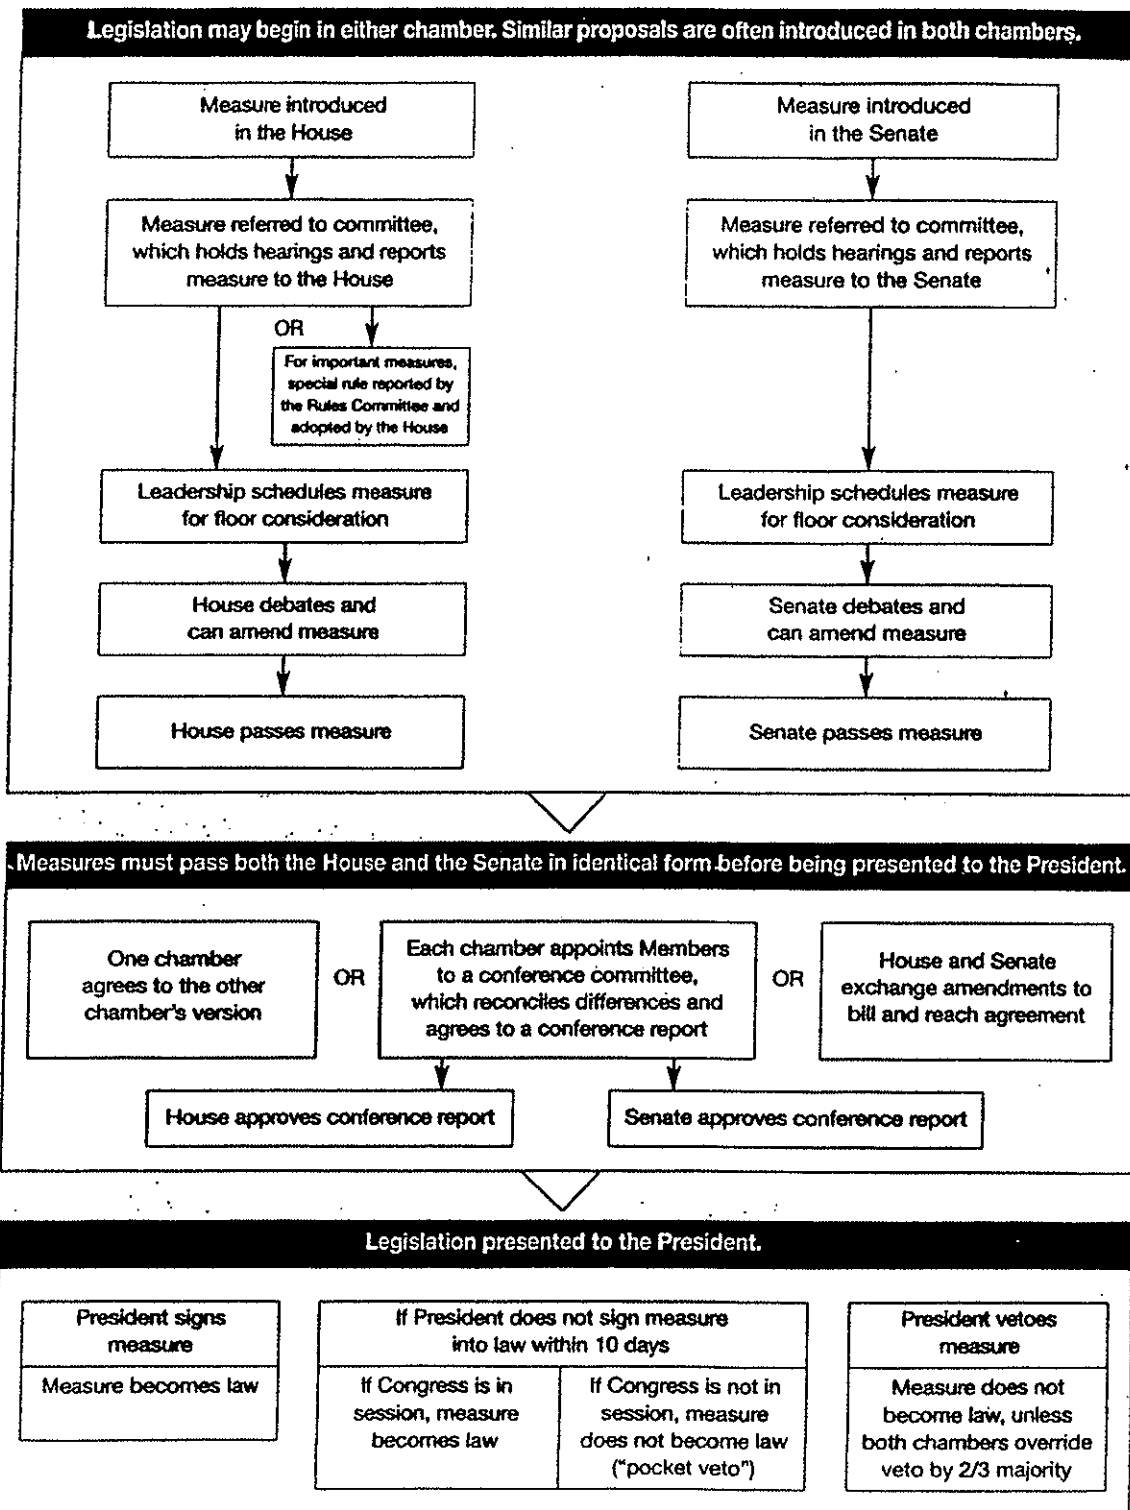 Legislation may begin in either chamber. Similar proposals are often introduced in both chambers.
Measure introduced
in the House
Measure referred to committee,
which holds hearings and reports
measure to the House
OR
For important measures,
special rule reported by
the Rules Committee and
adopted by the House
Leadership schedules measure
for floor consideration
House debates and
can amend measure
House passes measure
Measure introduced
in the Senate
Measure referred to committee,
which holds hearings and reports
measure to the Senate
Leadership schedules measure
for floor consideration
Senate debates and
can amend measure
Senate passes measure
Measures must pass both the House and the Senate in identical form before being presented to the President.
One chamber
agrees to the other
chamber's version
OR
Each chamber appoints Members
to a conference committee,
which reconciles differences and
agrees to a conference report
OR
House and Senate
exchange amendments to
bill and reach agreement
House approves conference report
Senate approves conference report
Legislation presented to the President.
President signs
measure
Measure becomes law
If President does not sign measure
into law within 10 days
If Congress is in
session, measure
becomes law
If Congress is not in
session, measure
does not become law
("pocket veto")
President vetoes
measure
Measure does not
become law, unless
both chambers override
veto by 2/3 majority